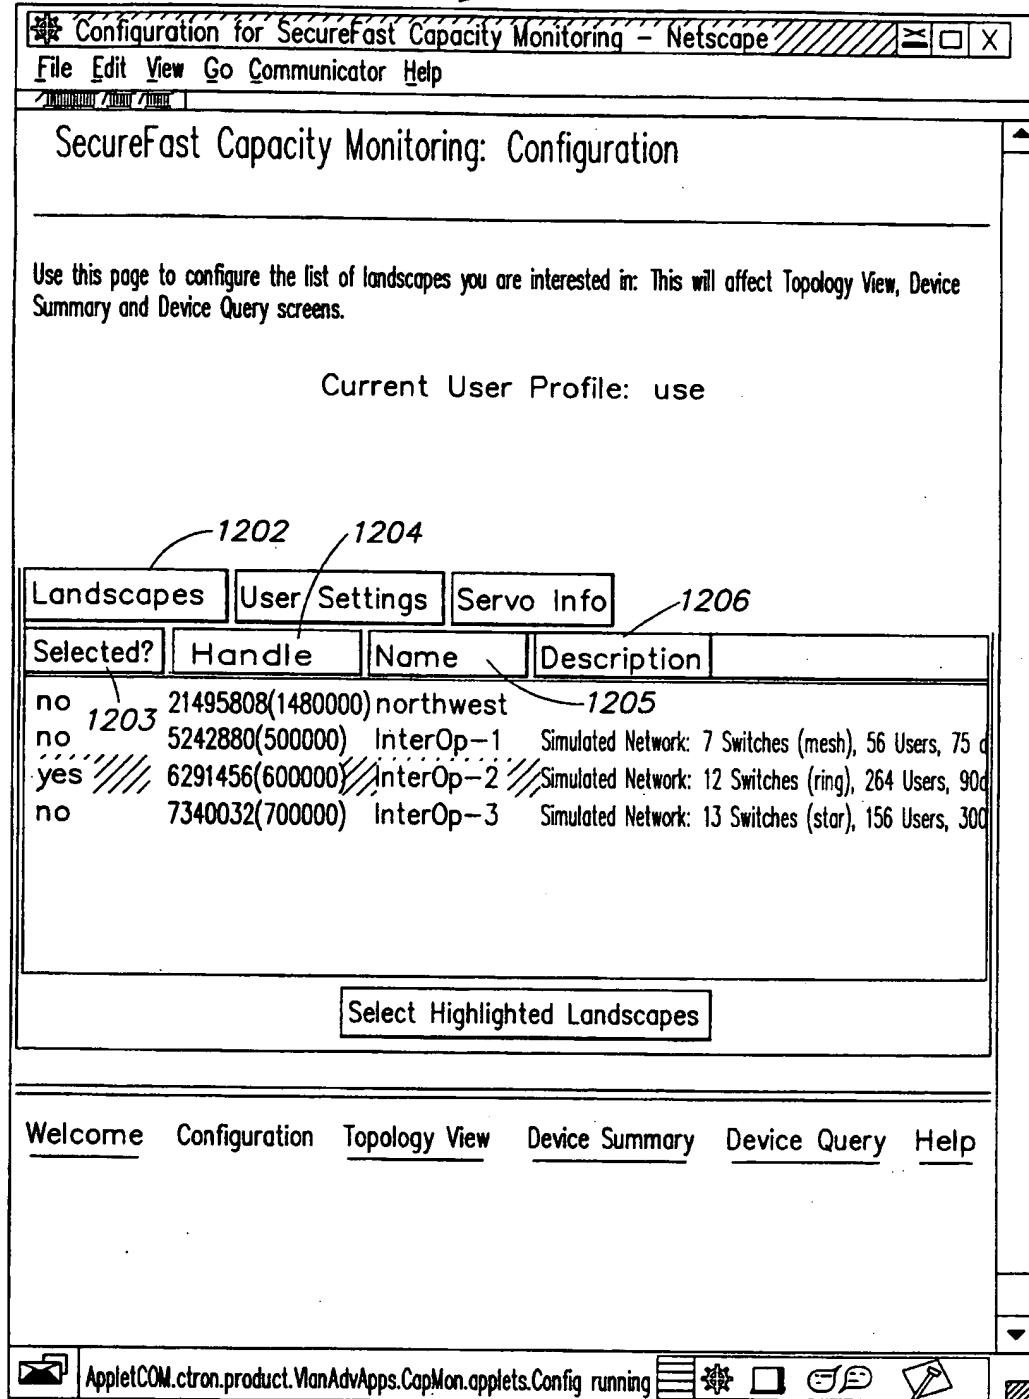 Configuration for SecureFast Capacity Monitoring - Netscape
File Edit View Go Communicator Help
SecureFast Capacity Monitoring: Configuration
Use this page to configure the list of landscapes you are interested in: This will affect Topology View, Device
Summary and Device Query screens.
Current User Profile: use
1202 1204
Landscapes User Settings Servo Info 1206
Selected? Handle Name Description
no 21495808(1480000) northwest 1205
1203
no 5242880(500000) InterOp-1 Simulated Network: 7 Switches (mesh), 56 Users, 75 d
yes 6291456(600000) InterOp-2 Simulated Network: 12 Switches (ring), 264 Users, 90d
no 7340032(700000) InterOp-3 Simulated Network: 13 Switches (star), 156 Users, 300
Select Highlighted Landscapes
Welcome Configuration Topology View Device Summary Device Query Help
AppletCOM.ctron.product.VlanAdvApps.CapMon.applets.Config running